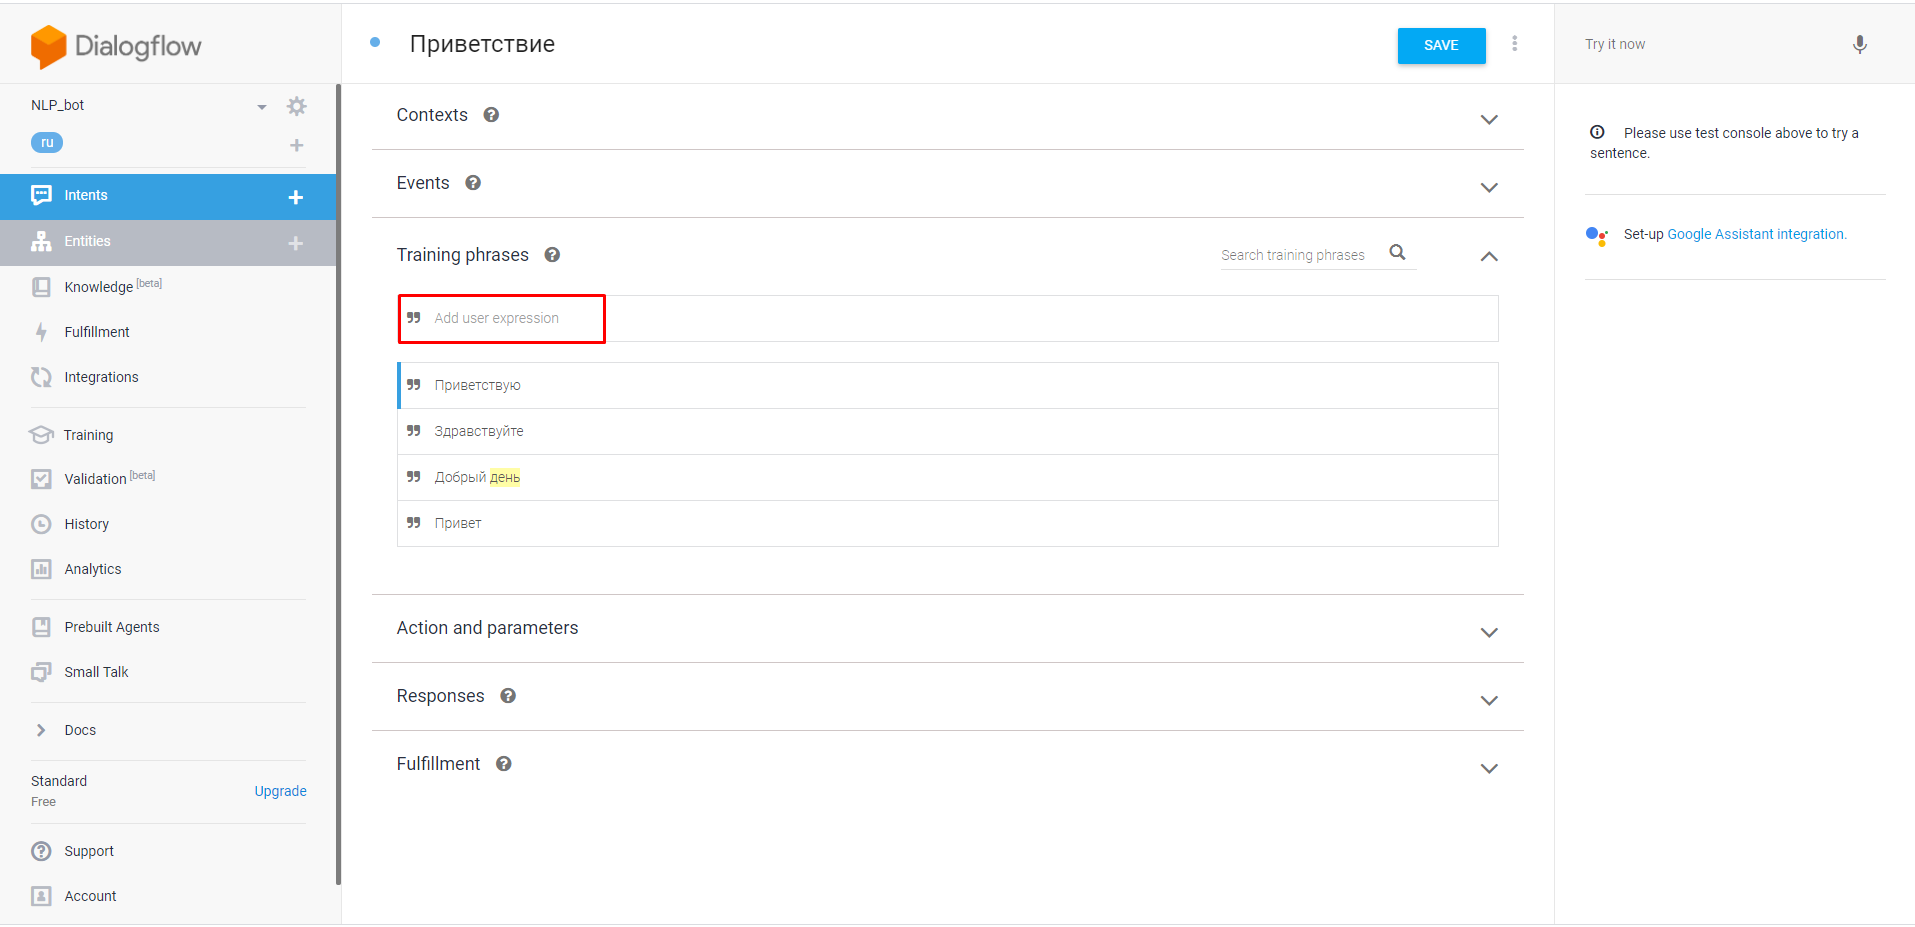 Dialogflow
NLP_bot
ru
Intents
Entities
Knowledge [beta]
Fulfillment
Integrations
Training
Validation [beta]
History
Analytics
Prebuilt Agents
Small Talk
Docs
Standard
Free
Upgrade
Support
Account
Приветствие
SAVE
Contexts
Events
Training phrases
Search training phrases
Add user expression
Приветствую
Здравствуйте
Добрый день
Привет
Action and parameters
Responses
Fulfillment
Try it now
Please use test console above to try a
sentence.
Set-up Google Assistant integration.